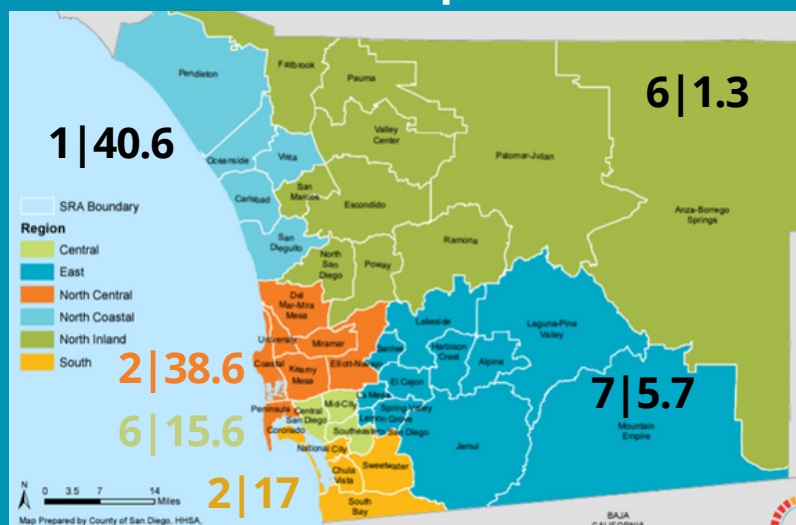 Pendleton
Fallbrook
Pauma
6|1.3
1|40.6
Valley
Center
Oceanside
Vista
Palomar-Julian
Carlsbad
San
Marcos
Escondido
Anza-Borrego
Springs
SRA Boundary
Region
Central
East
North Central
North Coastal
North Inland
South
San
Dieguito
North
San
Diego
Poway
Ramona
Del
Mar-Mira
Mesa
Lakeside
Laguna-Pine
Valley
University
Miramar
Santee
Harbison
Crest
Alpine
2|38.6
Coastal
Kearny
Mesa
Elliott-Navajo
El Cajon
7|5.7
Mountain
Empire
6|15.6
Peninsula
Central
San Diego
Mid-City
La Mesa
Spring Valley
Lemon Grove
Coronado
Southeastern San Diego
Jamul
National City
2|17
Chula
Vista
Sweetwater
South
Bay
N
0 3.5 7 14
Miles
Map Prepared by County of San Diego, HHSA,
BAJA
CALIFORNIA